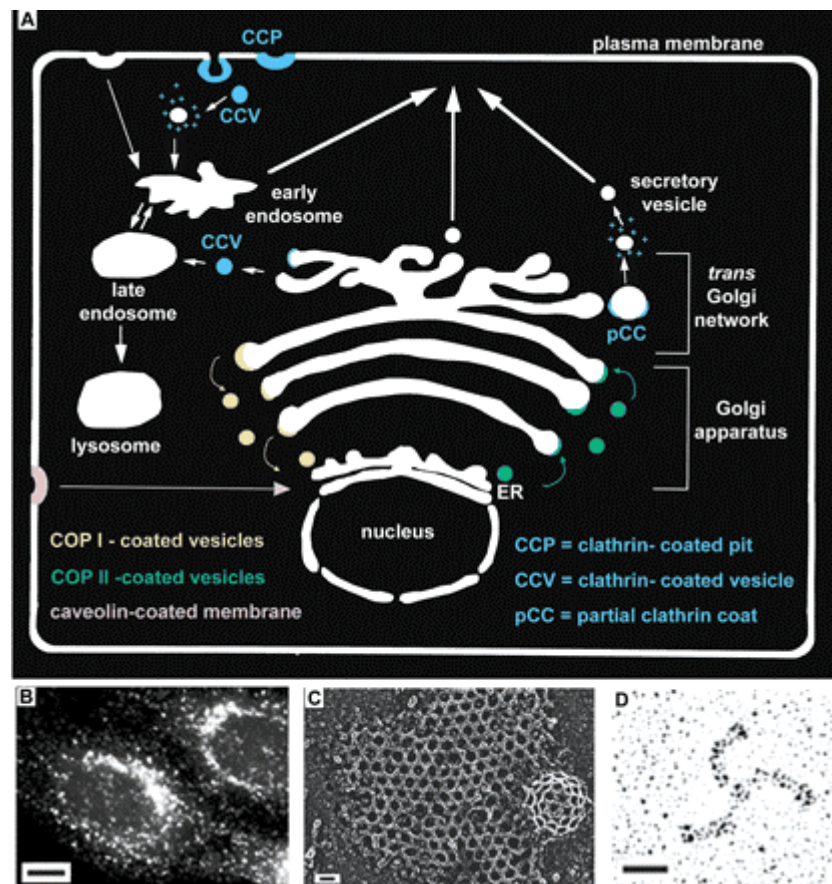 A
CCP
plasma membrane
CCV
early
endosome
secretory
vesicle
CCV
late
endosome
trans
Golgi
network
pCC
lysosome
Golgi
apparatus
ER
nucleus
COP I - coated vesicles
COP II -coated vesicles
caveolin-coated membrane
CCP = clathrin- coated pit
CCV = clathrin- coated vesicle
pCC = partial clathrin coat
B
C
D